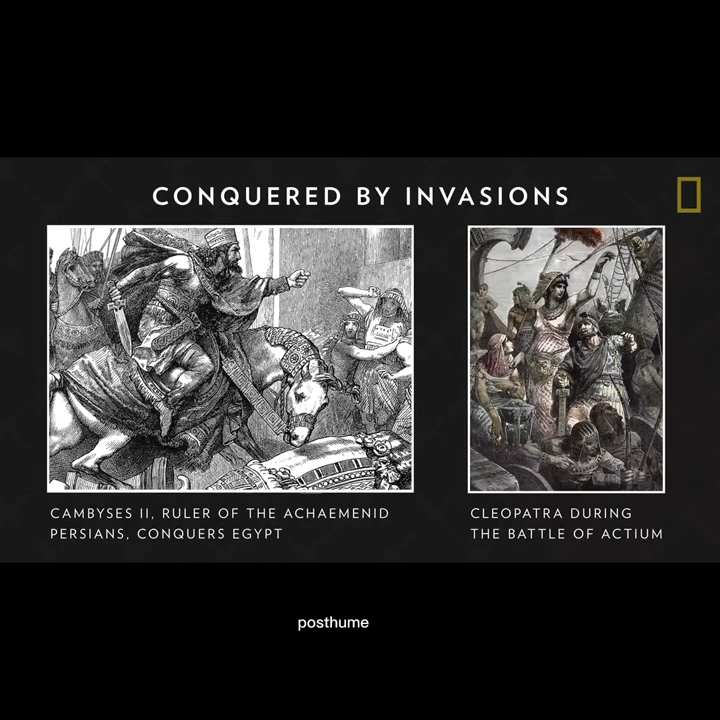 CONQUERED BY INVASIONS
CAMBYSES II, RULER OF THE ACHAEMENID
PERSIANS, CONQUERS EGYPT
CLEOPATRA DURING
THE BATTLE OF ACTIUM
posthume